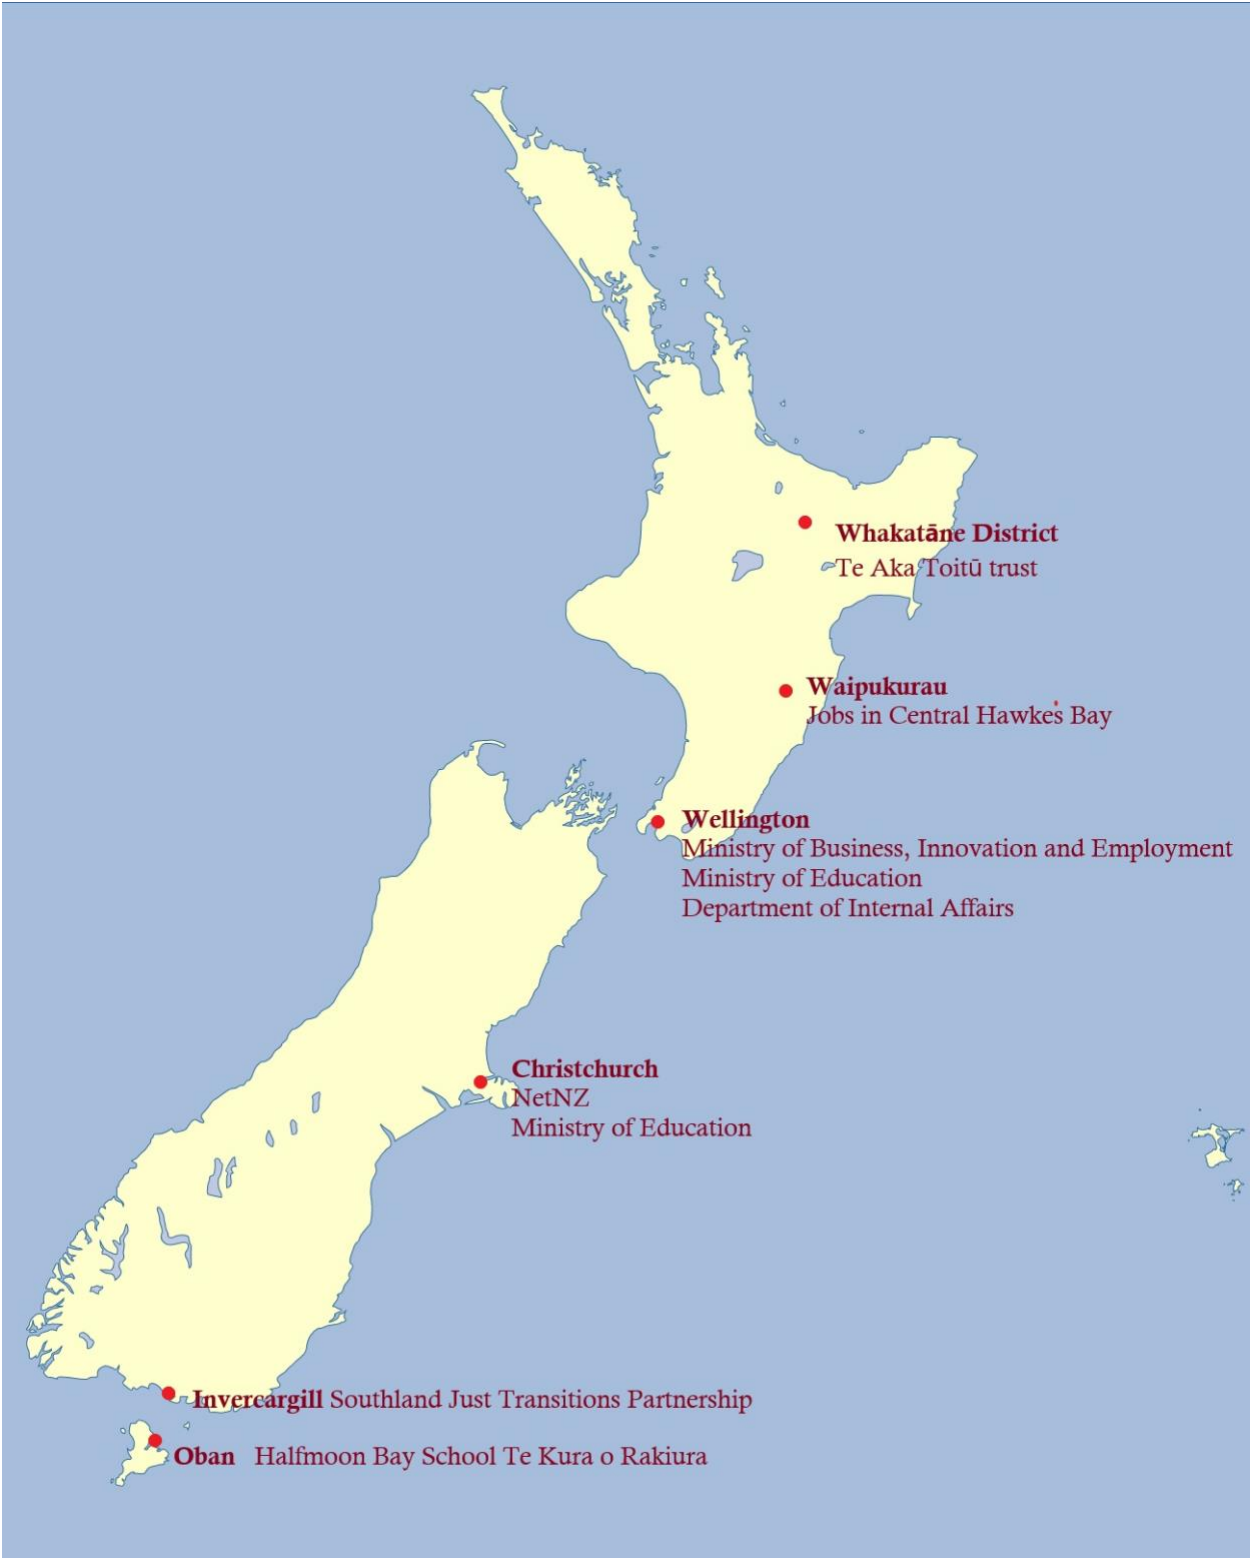 Whakatāne District
Te Aka Toitū trust
Waipukurau
Jobs in Central Hawkes Bay
Wellington
Ministry of Business, Innovation and Employment
Ministry of Education
Department of Internal Affairs
Christchurch
NetNZ
Ministry of Education
Invercargill Southland Just Transitions Partnership
Oban Halfmoon Bay School Te Kura o Rakiura